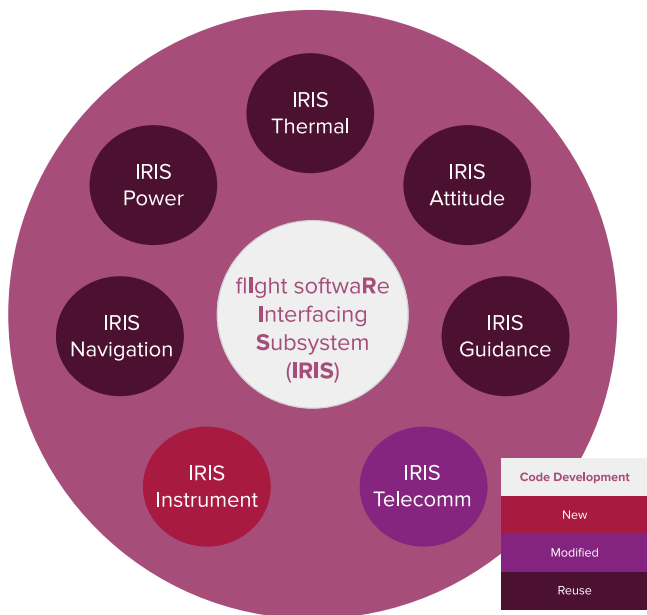 IRIS
Thermal
IRIS
Power
IRIS
Attitude
flIght softwaRe
Interfacing
Subsystem
(IRIS)
IRIS
Navigation
IRIS
Guidance
IRIS
Instrument
IRIS
Telecomm
Code Development
New
Modified
Reuse